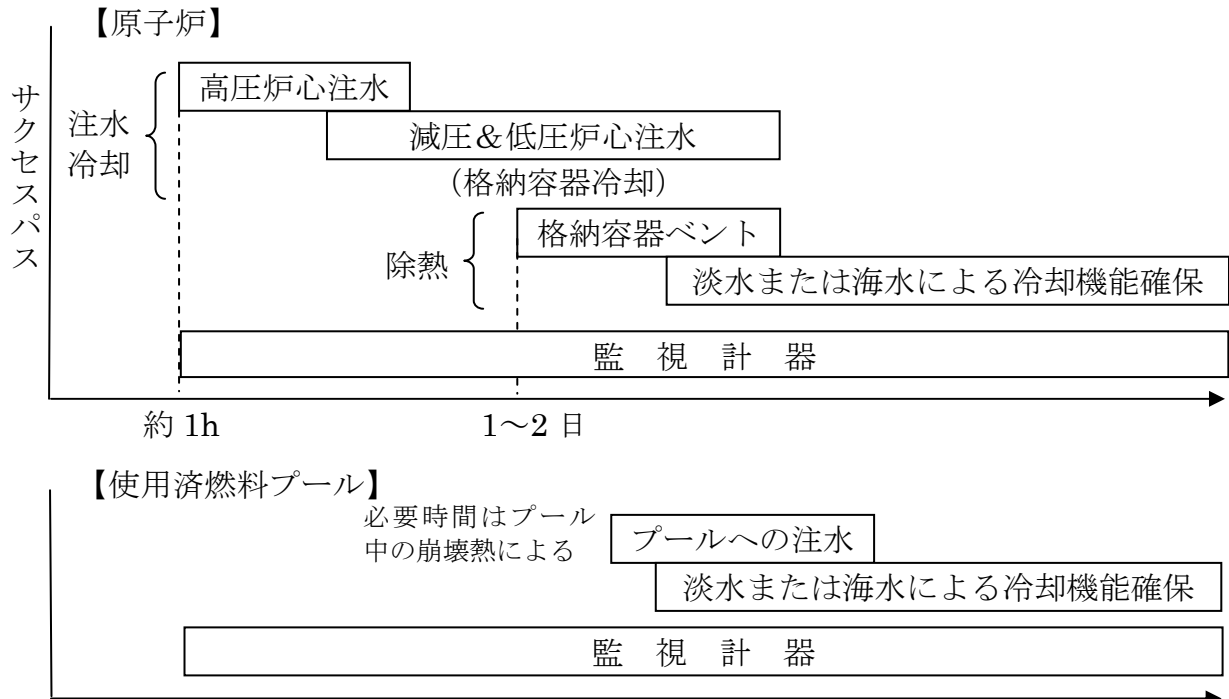 【原子炉】
サクセスパス
注水
冷却
高圧炉心注水
減圧＆低圧炉心注水
(格納容器冷却)
除熱
格納容器ベント
淡水または海水による冷却機能確保
監 視 計 器
約 1h
1～2 日
【使用済燃料プール】
必要時間はプール
中の崩壊熱による
プールへの注水
淡水または海水による冷却機能確保
監 視 計 器